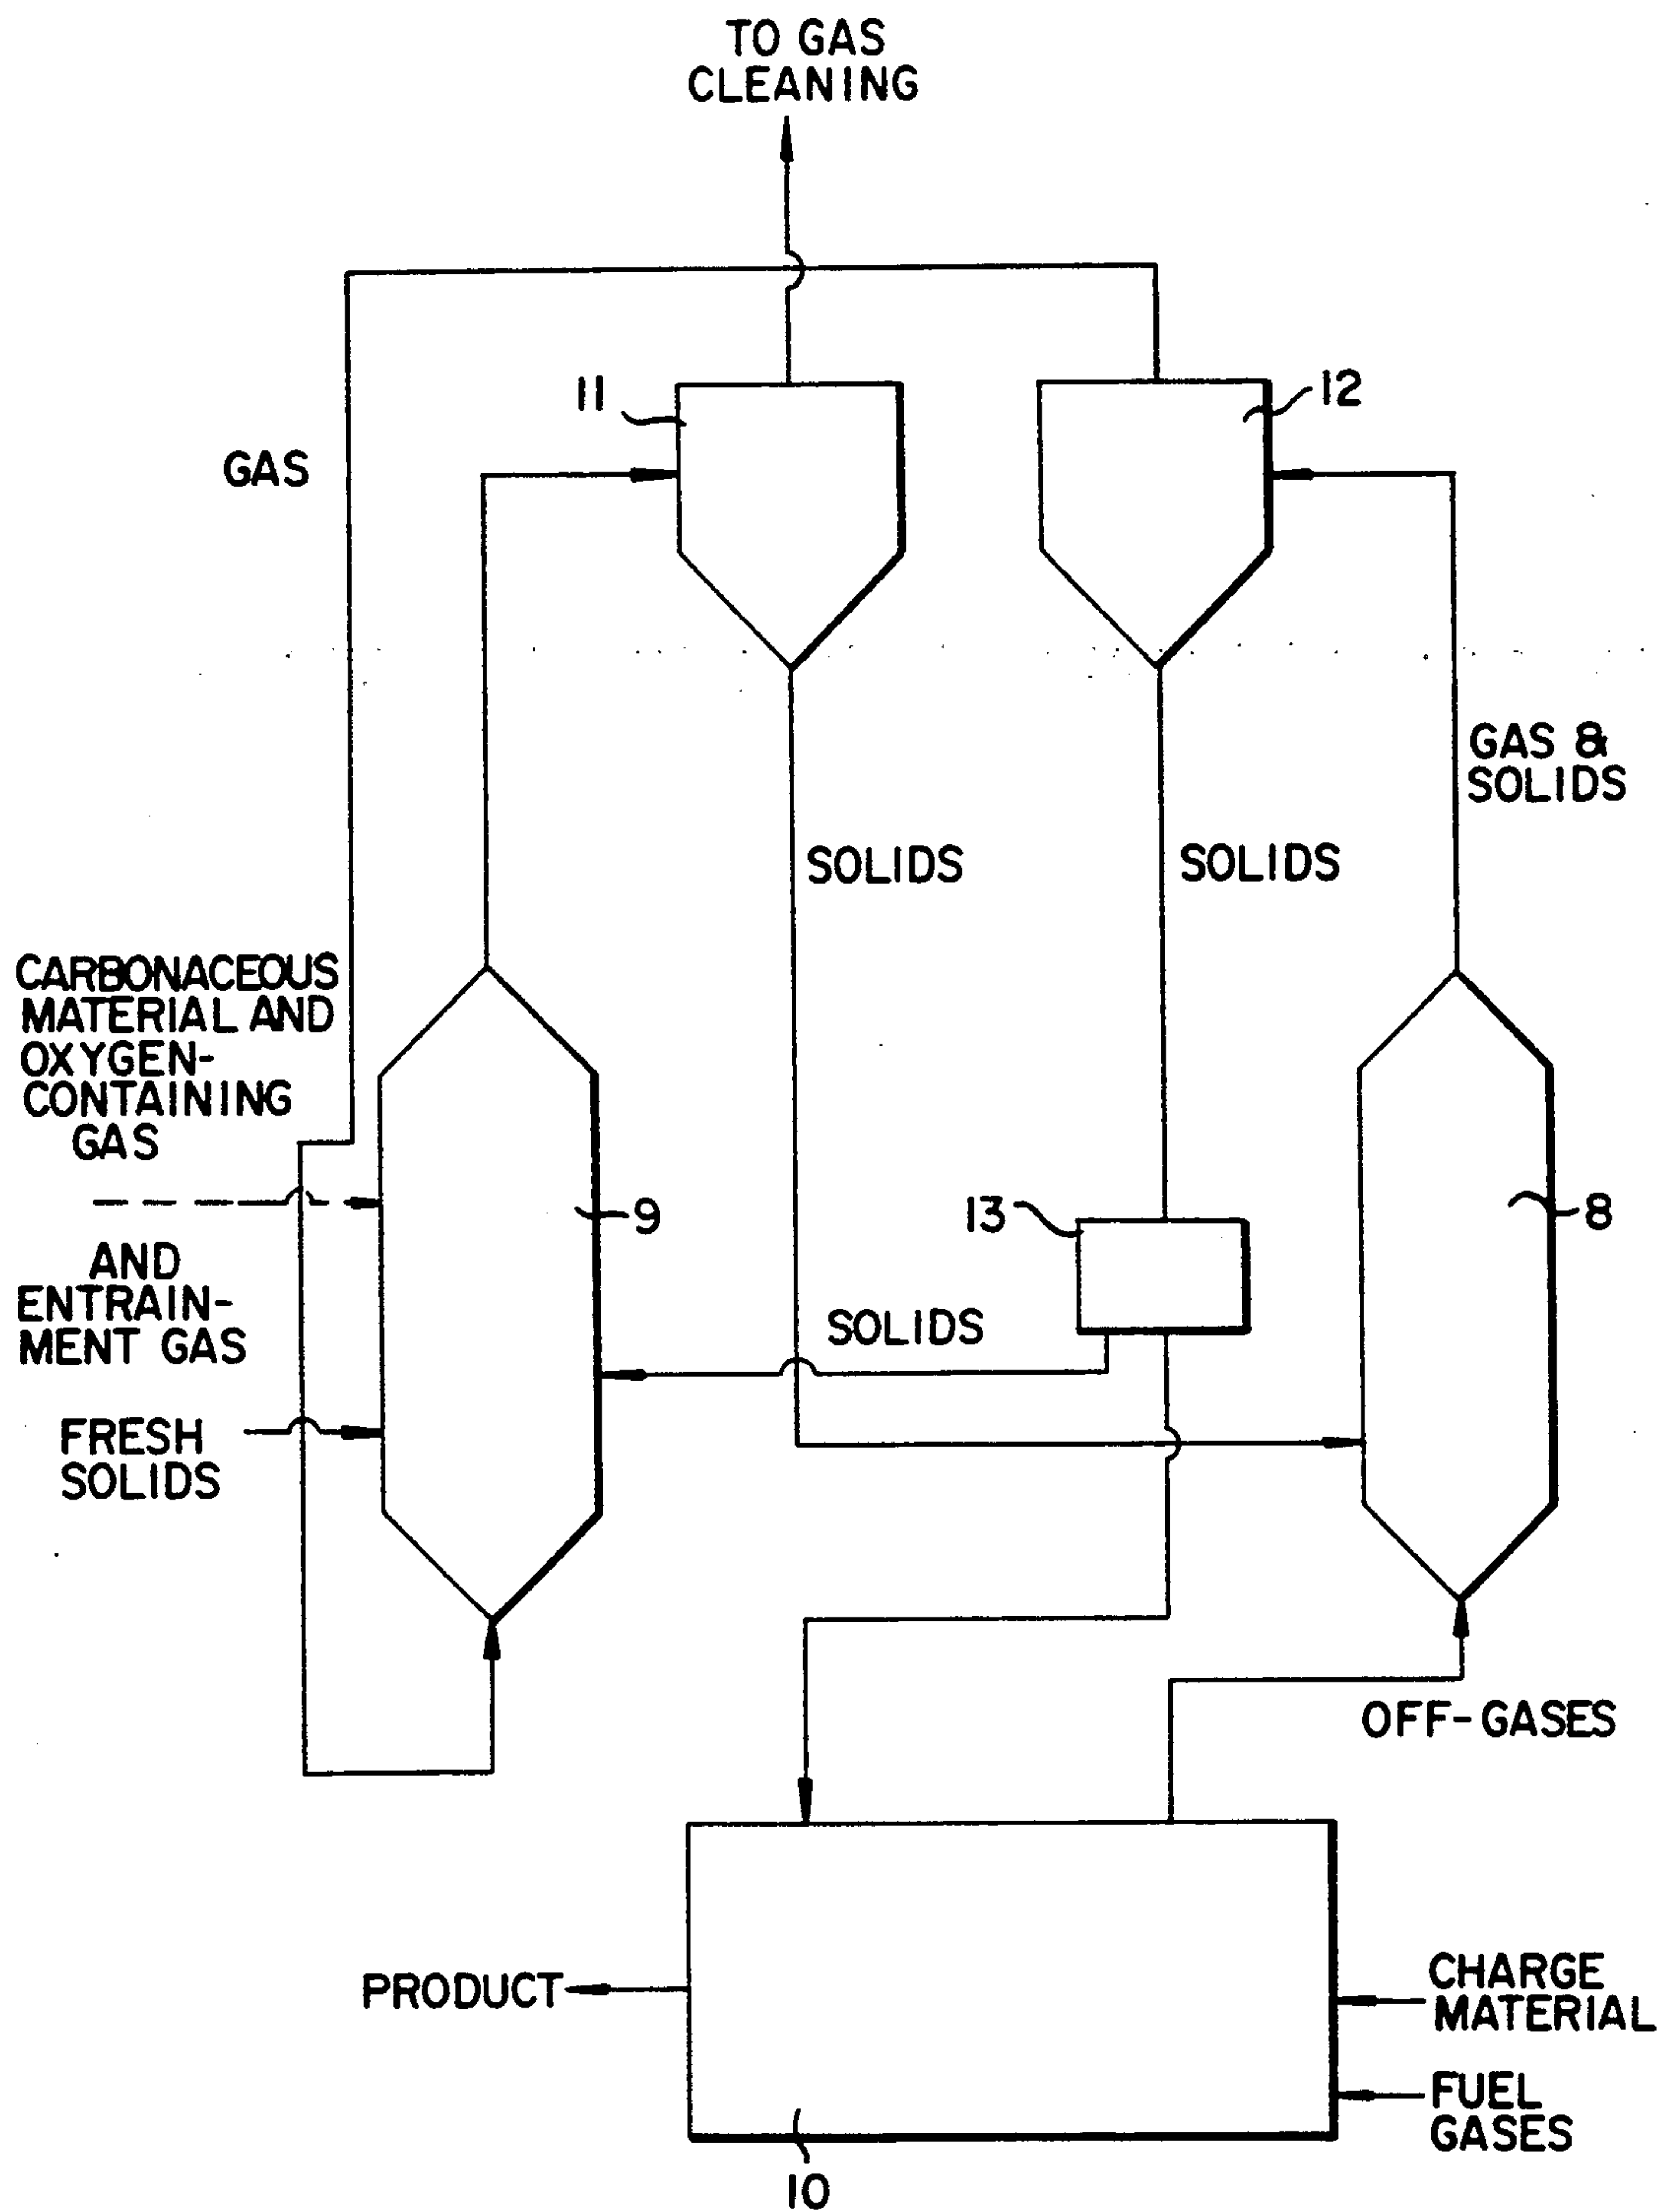 TO GAS
CLEANING
11
12
GAS
GAS &
SOLIDS
SOLIDS
SOLIDS
CARBONACEOUS
MATERIAL AND
OXYGEN-
CONTAINING
GAS
9
13
8
AND
ENTRAIN-
MENT GAS
SOLIDS
FRESH
SOLIDS
OFF-GASES
PRODUCT
CHARGE
MATERIAL
FUEL
GASES
10